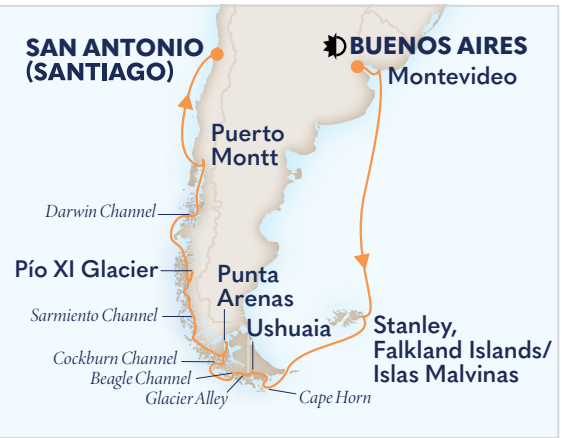 SAN ANTONIO
(SANTIAGO)
BUENOS AIRES
Montevideo
Puerto
Montt
Darwin Channel
Pío XI Glacier
Punta
Arenas
Sarmiento Channel
Ushuaia
Stanley,
Falkland Islands/
Islas Malvinas
Cockburn Channel
Beagle Channel
Glacier Alley
Cape Horn